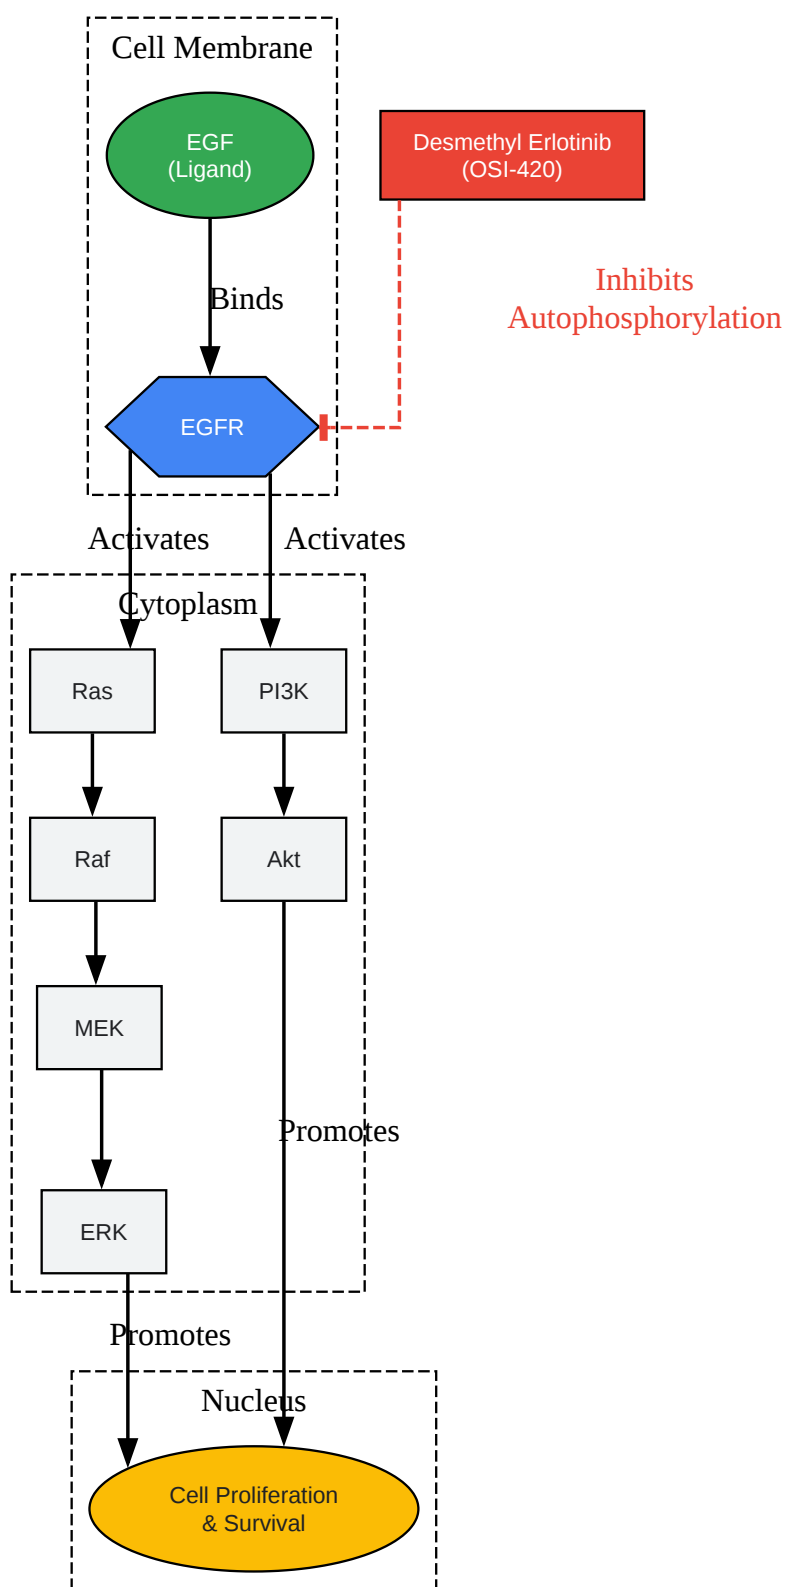 Cell Membrane
EGF
(Ligand)
Desmethyl Erlotinib
(OSI-420)
Inhibits
Autophosphorylation
Binds
EGFR
Activates
Activates
Cytoplasm
Ras
PI3K
Raf
Akt
MEK
Promotes
ERK
Promotes
Nucleus
Cell Proliferation
& Survival